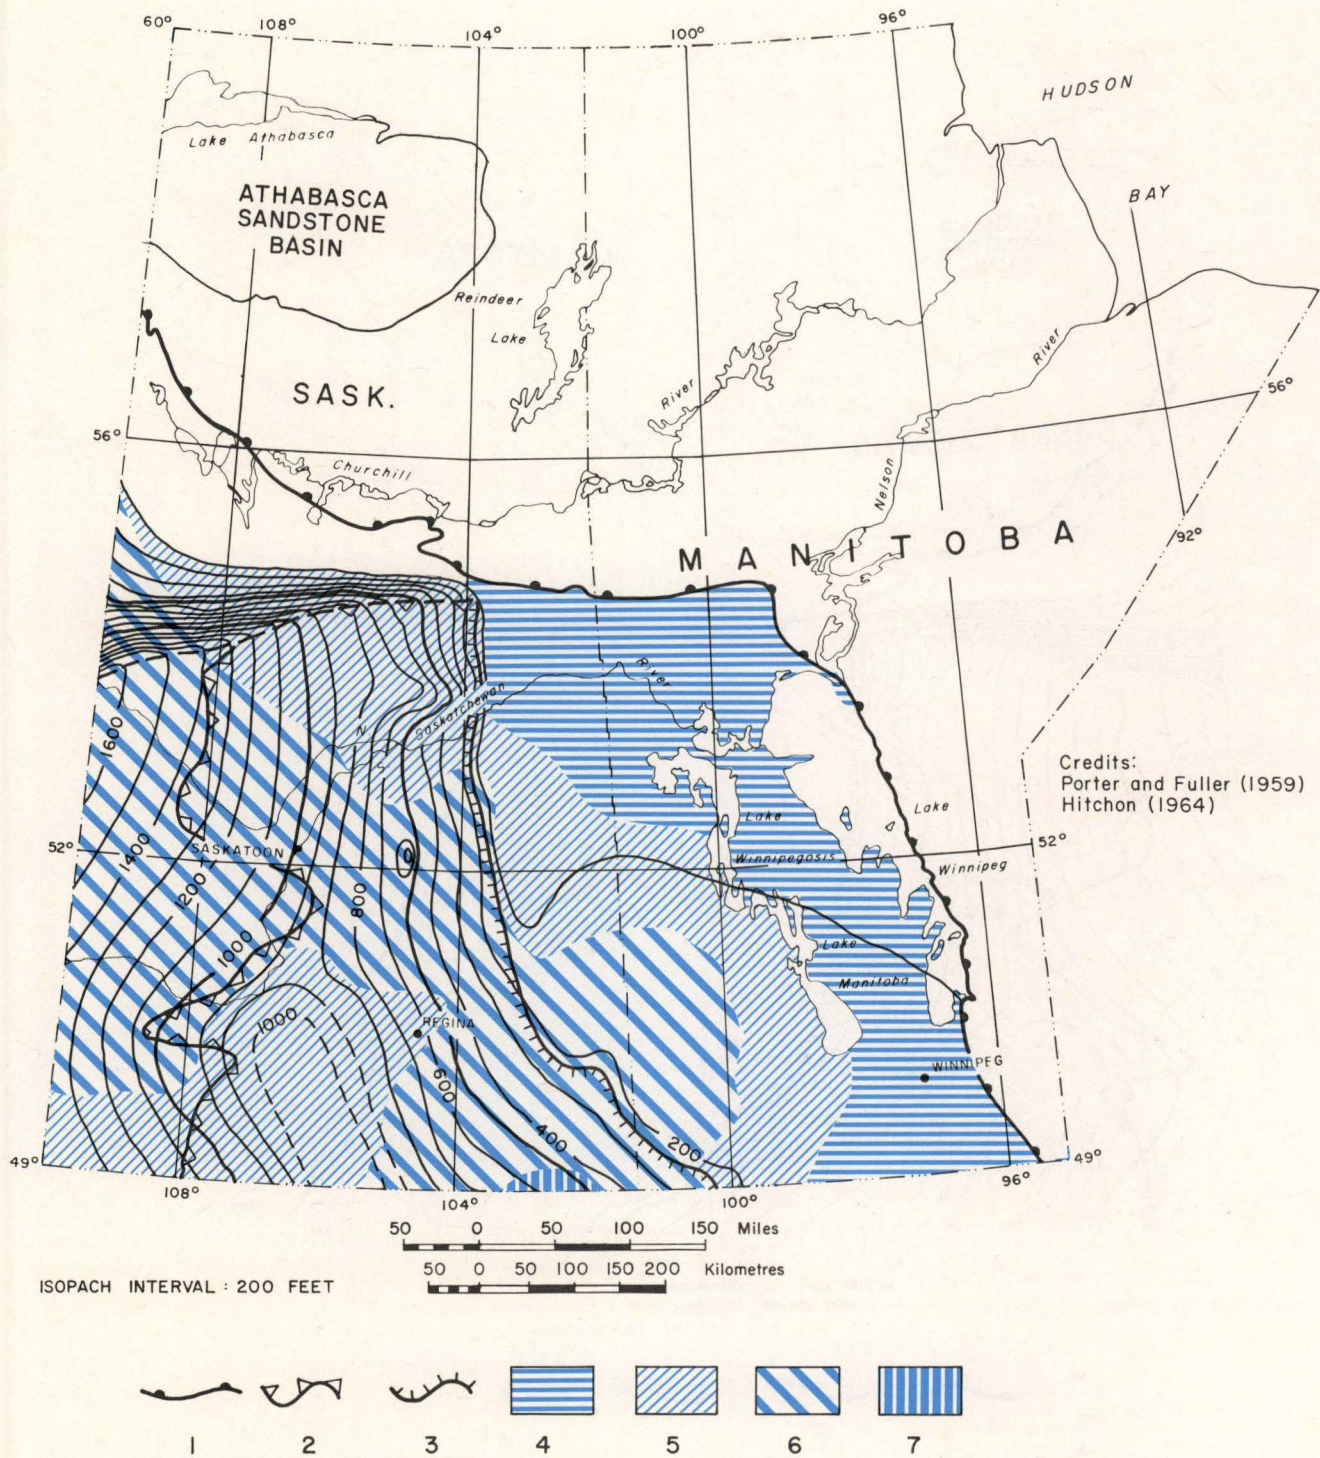 60° 108° 104° 100° 96°
HUDSON
BAY
Lake Athabasca
ATHABASCA
SANDSTONE
BASIN
Reindeer
Lake
River
River
SASK.
56°
56°
Churchill
Nelson
92°
MANITOBA
River
Saskatchewan
N
1600
Credits:
Porter and Fuller (1959)
Hitchon (1964)
Lake
Lake
52°
52°
SASKATOON
Winnipegosis
Winnipeg
1400
1200
800
1000
Lake
Manitoba
1000
REGINA
WINNIPEG
600
400
200
49°
49°
108° 104° 100° 96°
50 0 50 100 150 Miles
50 0 50 100 150 200 Kilometres
ISOPACH INTERVAL : 200 FEET
1 2 3 4 5 6 7